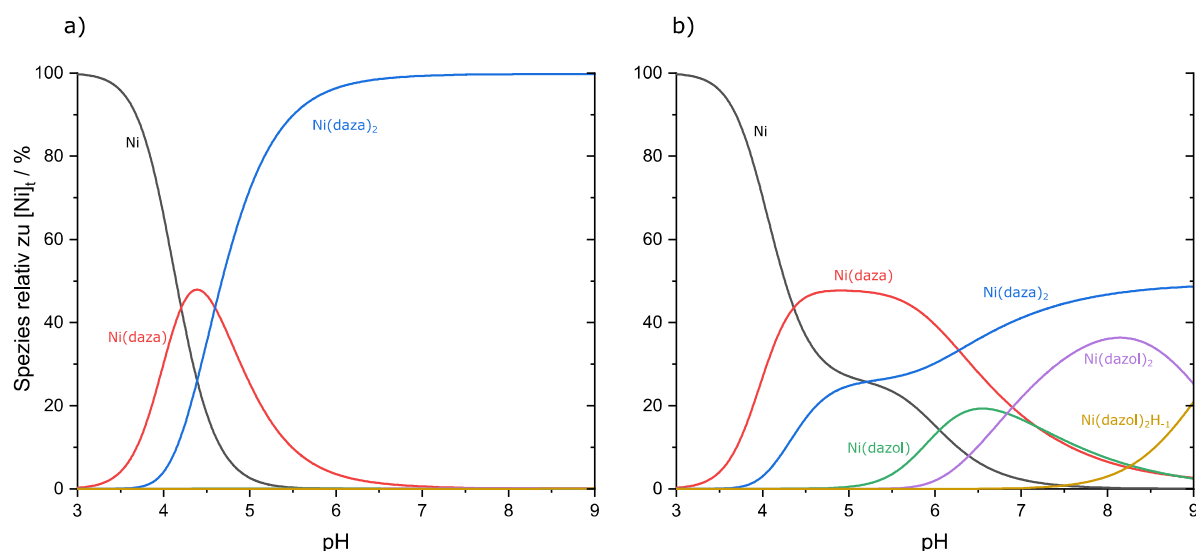 a)
b)
Spezies relativ zu [Ni]t / %
100
80
60
40
20
0
Ni
Ni(daza)
Ni(daza)2
3 4 5 6 7 8 9
pH
100
80
60
40
20
0
Ni
Ni(daza)
Ni(daza)2
Ni(dazol)2
Ni(dazol)
Ni(dazol)2H-1
3 4 5 6 7 8 9
pH